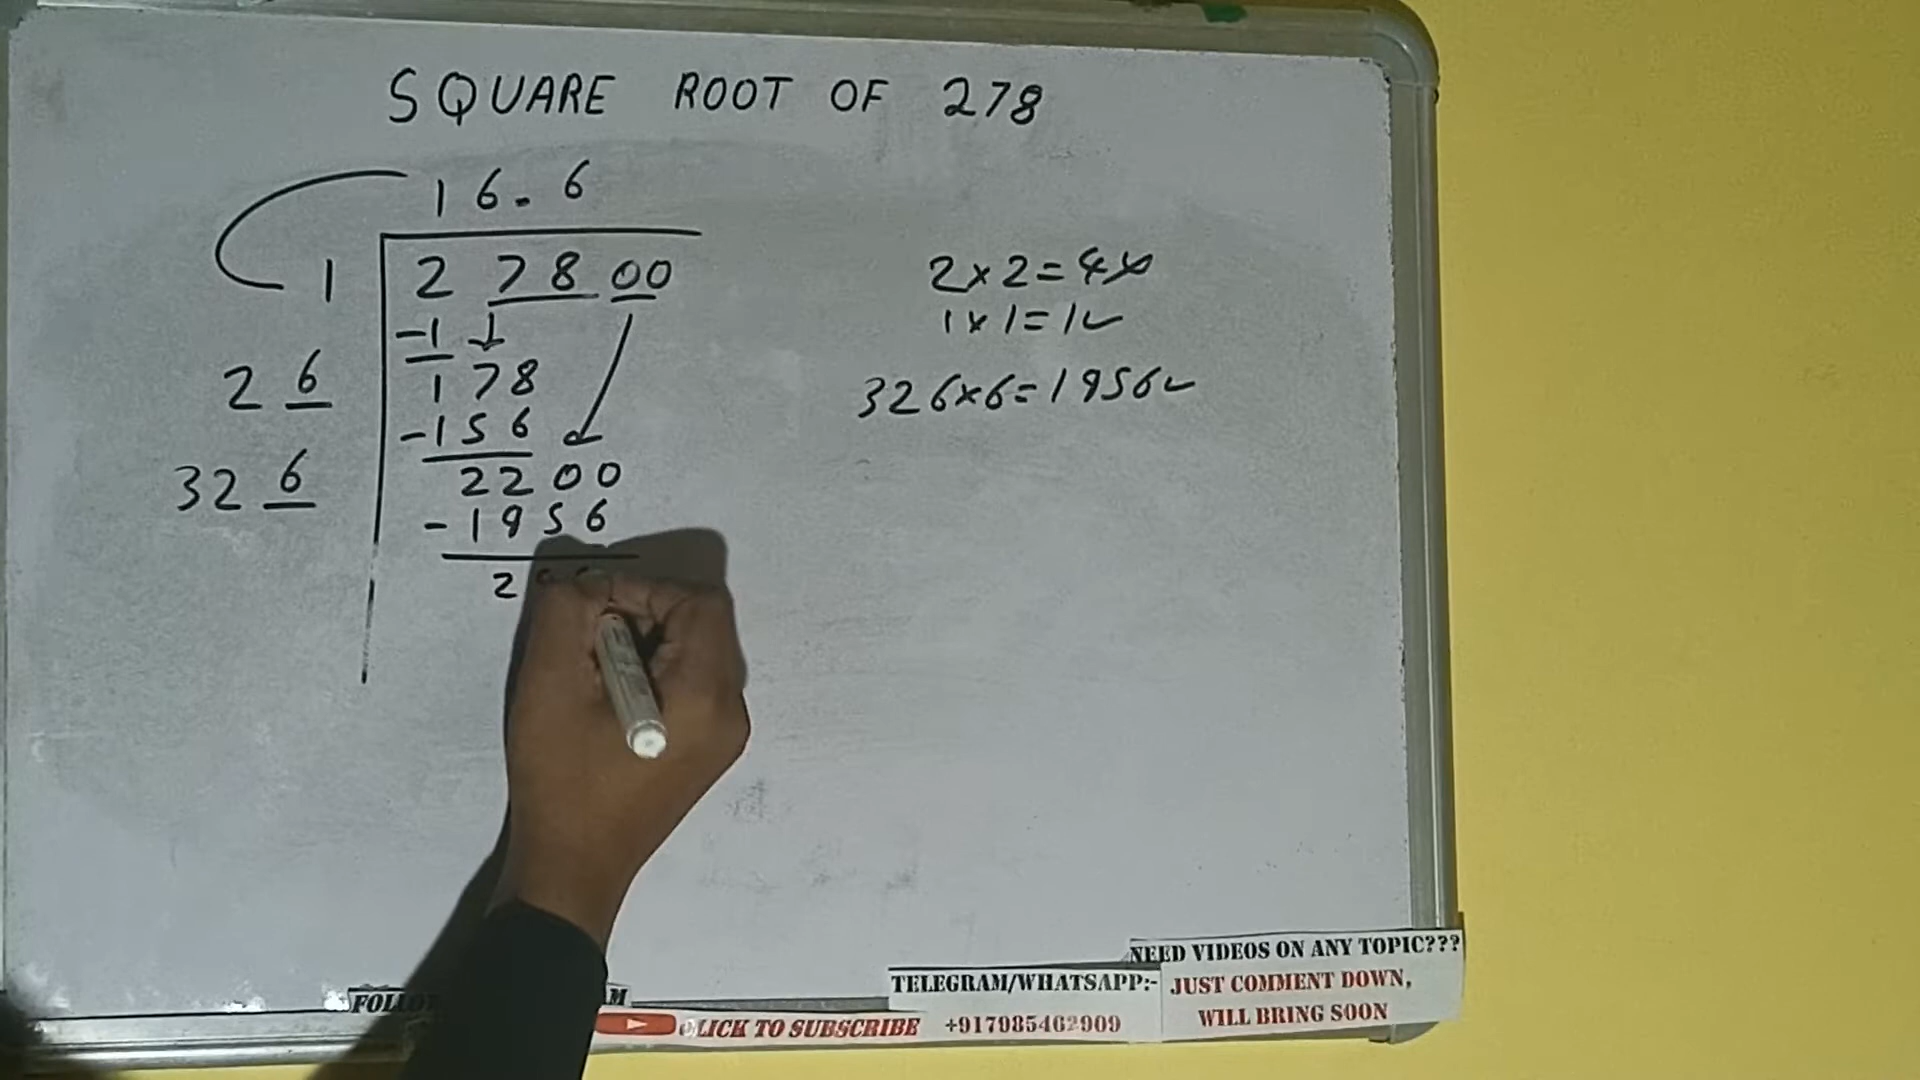 SQUARE ROOT OF 278
16.6
1 2 78 00
-1
26 178
-156
326 2200
-1956
2
2×2=4×
1×1=1✓
326×6=1956✓
NEED VIDEOS ON ANY TOPIC???
JUST COMMENT DOWN,
WILL BRING SOON
TELEGRAM/WHATSAPP:-
+917985462909
CLICK TO SUBSCRIBE